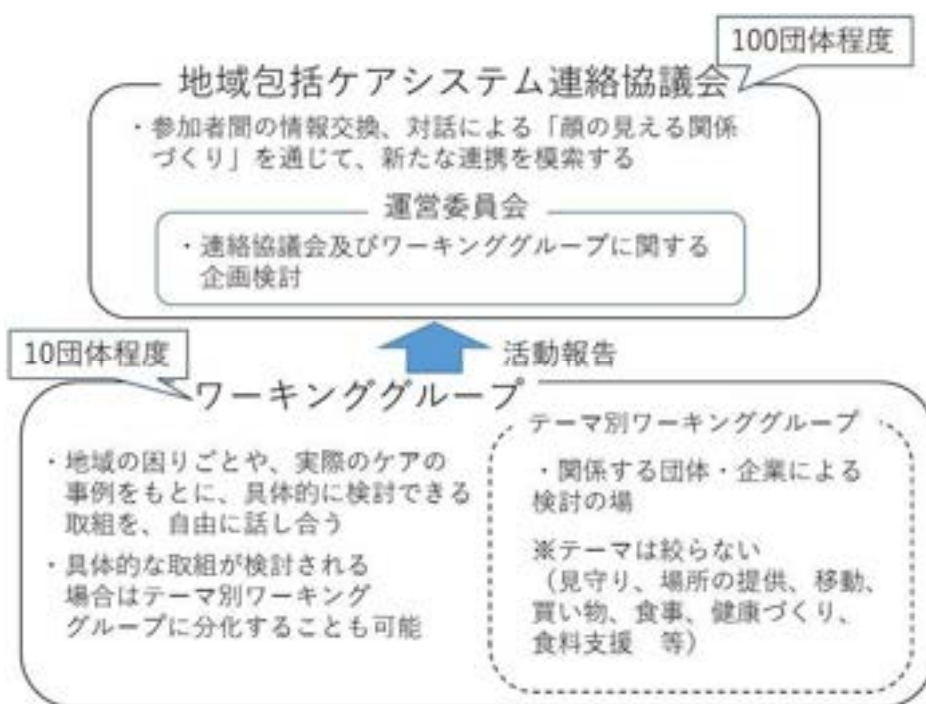 100団体程度
地域包括ケアシステム連絡協議会
・参加者間の情報交換、対話による「顔の見える関係
づくり」を通じて、新たな連携を模索する
運営委員会
・連絡協議会及びワーキンググループに関する
企画検討
10団体程度
活動報告
ワーキンググループ
・地域の困りごとや、実際のケアの
事例をもとに、具体的に検討できる
取組を、自由に話し合う
・具体的な取組が検討される
場合はテーマ別ワーキング
グループに分化することも可能
テーマ別ワーキンググループ
・関係する団体・企業による
検討の場
※テーマは絞らない
（見守り、場所の提供、移動、
買い物、食事、健康づくり、
食料支援　等）